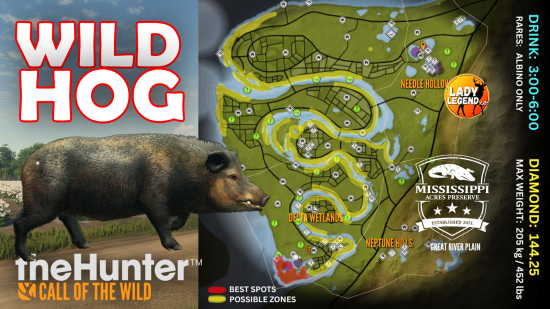 WILD
HOG
theHunter™
CALL OF THE WILD
NEEDLE HOLLOW
LADY
LEGEND
DELTA WETLANDS
NEPTUNE HILLS
MISSISSIPPI
ACRES PRESERVE
ESTABLISHED 2021
GREAT RIVER PLAIN
BEST SPOTS
POSSIBLE ZONES
DRINK: 3:00-6:00
RARES: ALBINO ONLY
DIAMOND: 144.25
MAX WEIGHT: 205 kg / 452 lbs